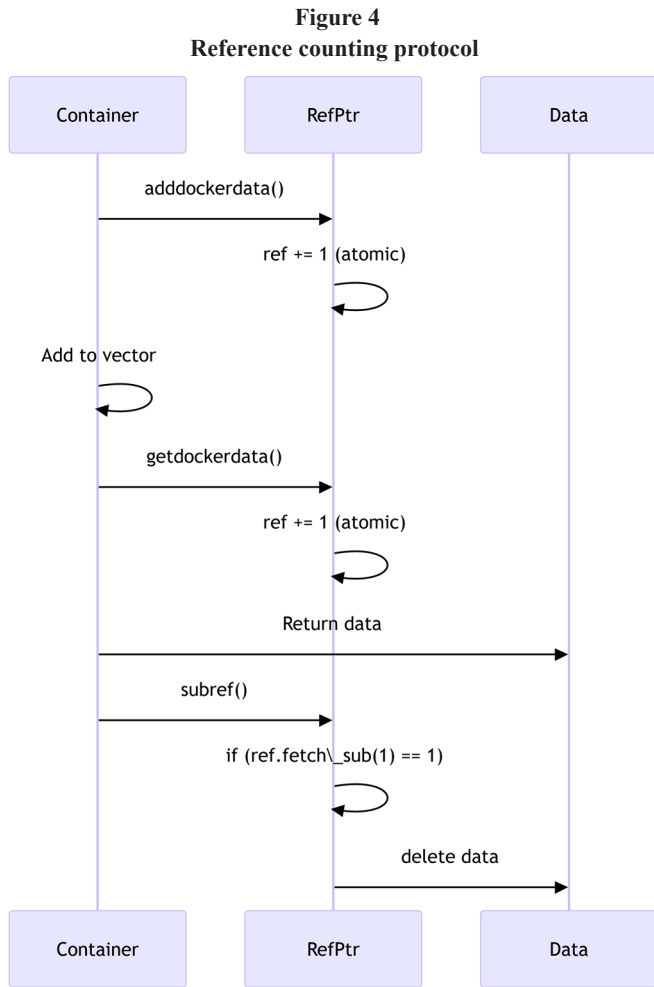 Figure 4
Reference counting protocol
Container
RefPtr
Data
adddockerdata()
ref += 1 (atomic)
Add to vector
getdockerdata()
ref += 1 (atomic)
Return data
subref()
if (ref.fetch\_sub(1) == 1)
delete data
Container
RefPtr
Data